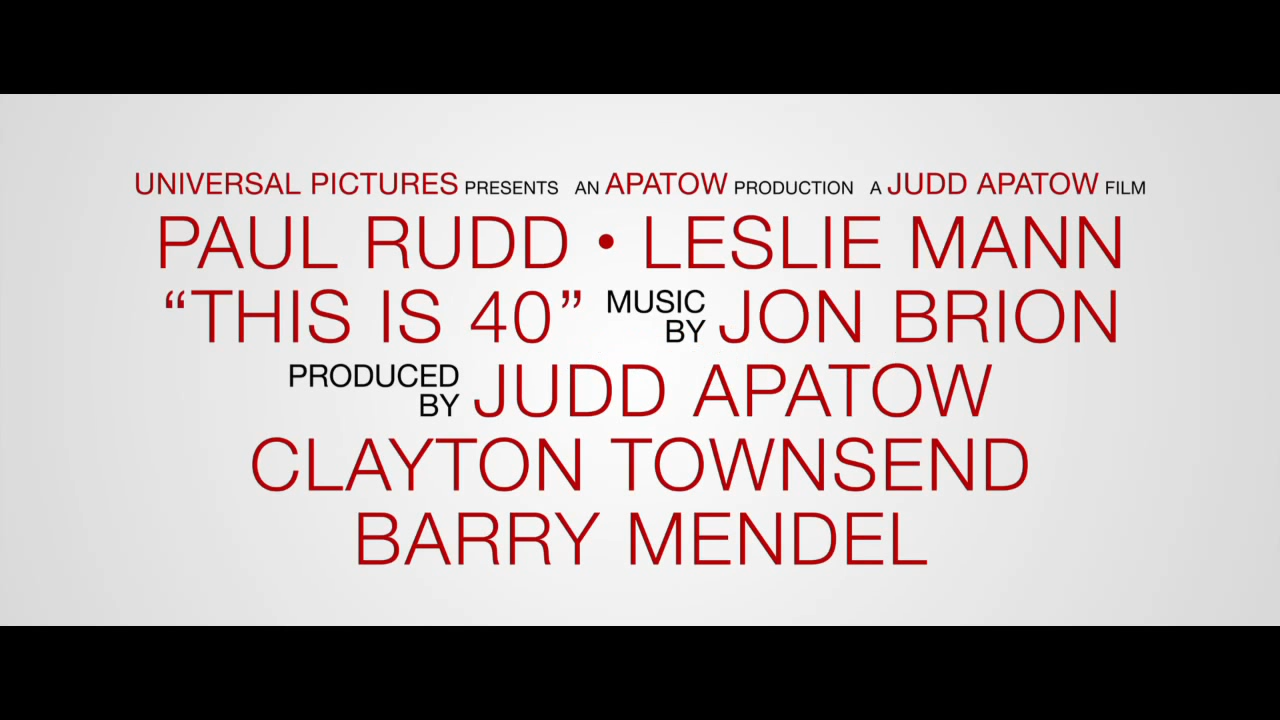 UNIVERSAL PICTURES PRESENTS AN APATOW PRODUCTION A JUDD APATOW FILM
PAUL RUDD • LESLIE MANN
“THIS IS 40” MUSIC BY JON BRION
PRODUCED BY JUDD APATOW
CLAYTON TOWNSEND
BARRY MENDEL